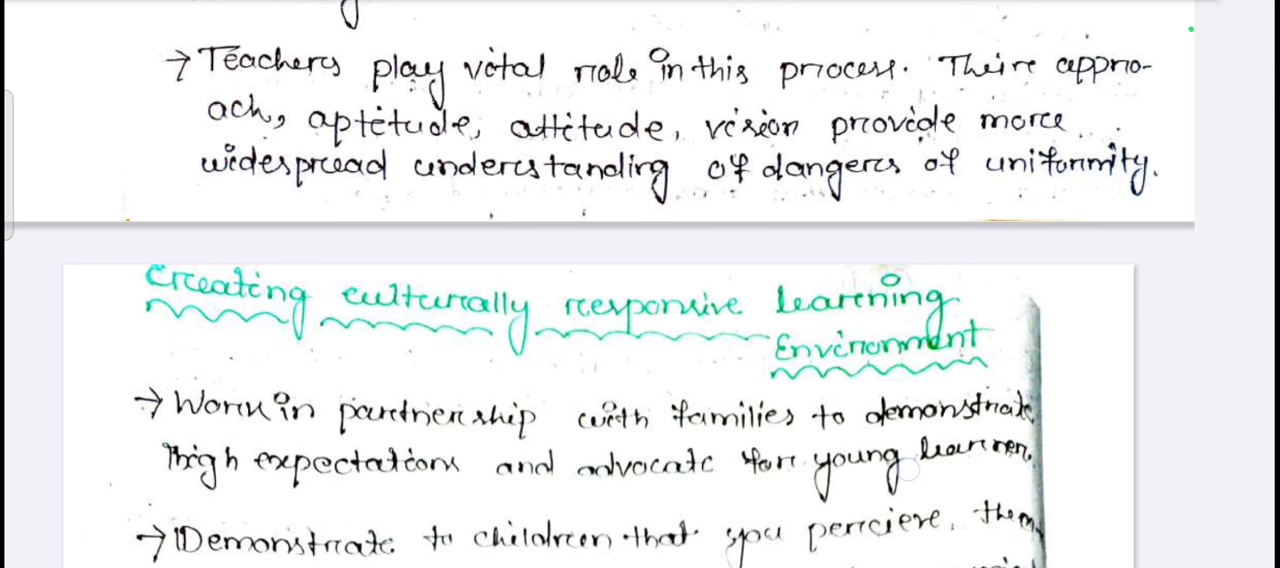 → Teachers play vital role in this process. Their appro-
ach, aptitude, attitude, vision provide more
widespread understanding of dangers of uniformity.
Creating culturally responsive learning
Environment
→ Work in partnership with families to demonstrate
high expectations and advocate for young learner.
→ Demonstrate to children that you percieve them